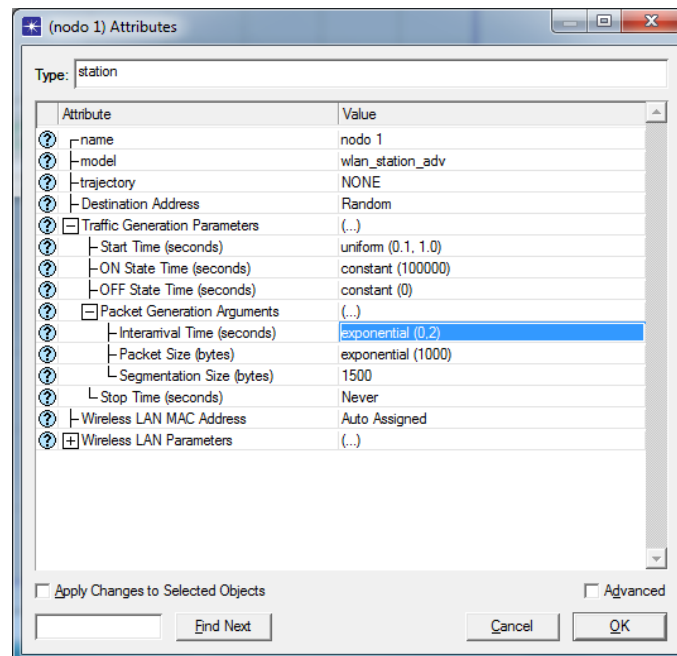 (nodo 1) Attributes
Type: station
Attribute Value
name nodo 1
model wlan_station_adv
trajectory NONE
Destination Address Random
Traffic Generation Parameters (...)
Start Time (seconds) uniform (0.1, 1.0)
ON State Time (seconds) constant (100000)
OFF State Time (seconds) constant (0)
Packet Generation Arguments (...)
Interarrival Time (seconds) exponential (0,2)
Packet Size (bytes) exponential (1000)
Segmentation Size (bytes) 1500
Stop Time (seconds) Never
Wireless LAN MAC Address Auto Assigned
Wireless LAN Parameters (...)
Apply Changes to Selected Objects Advanced
Find Next Cancel OK